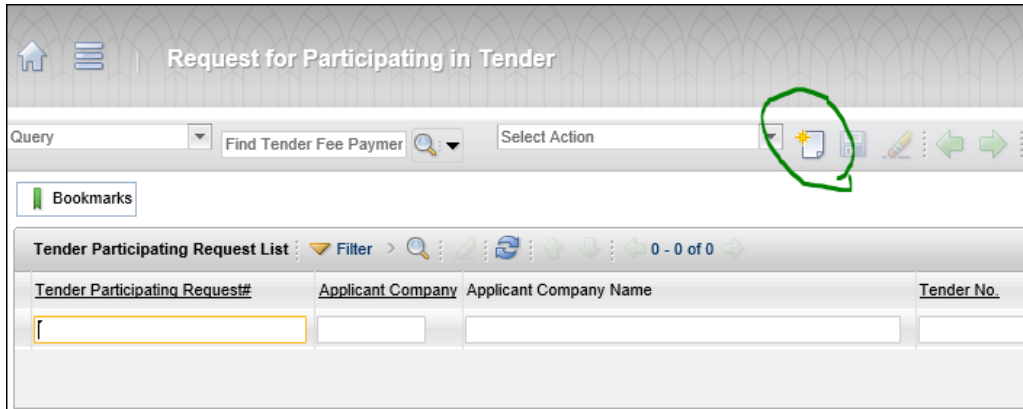 Request for Participating in Tender
Query
Find Tender Fee Paymer
Select Action
Bookmarks
Tender Participating Request List Filter > 0 - 0 of 0
Tender Participating Request# Applicant Company Applicant Company Name Tender No.